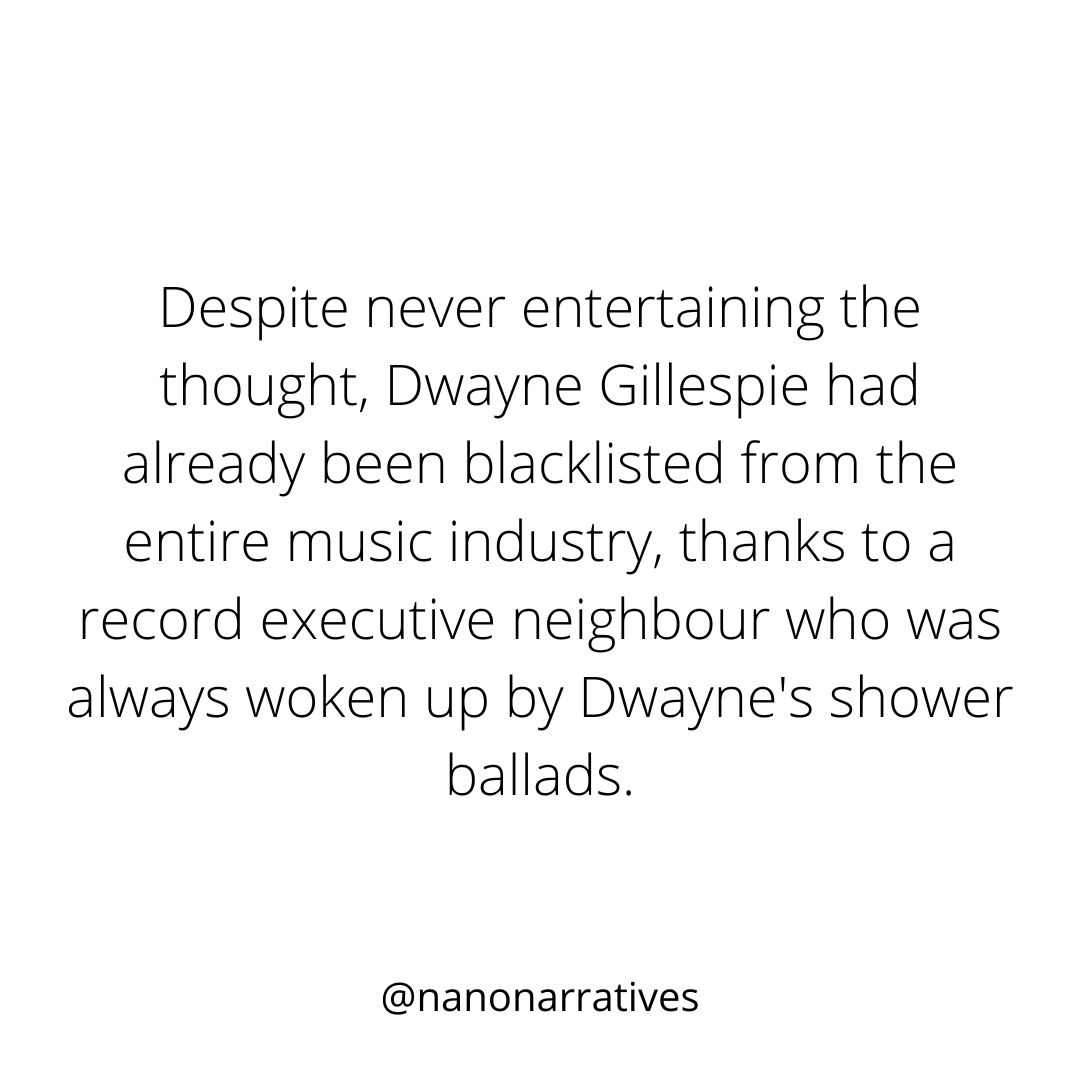 Despite never entertaining the
thought, Dwayne Gillespie had
already been blacklisted from the
entire music industry, thanks to a
record executive neighbour who was
always woken up by Dwayne's shower
ballads.
@nanonarratives